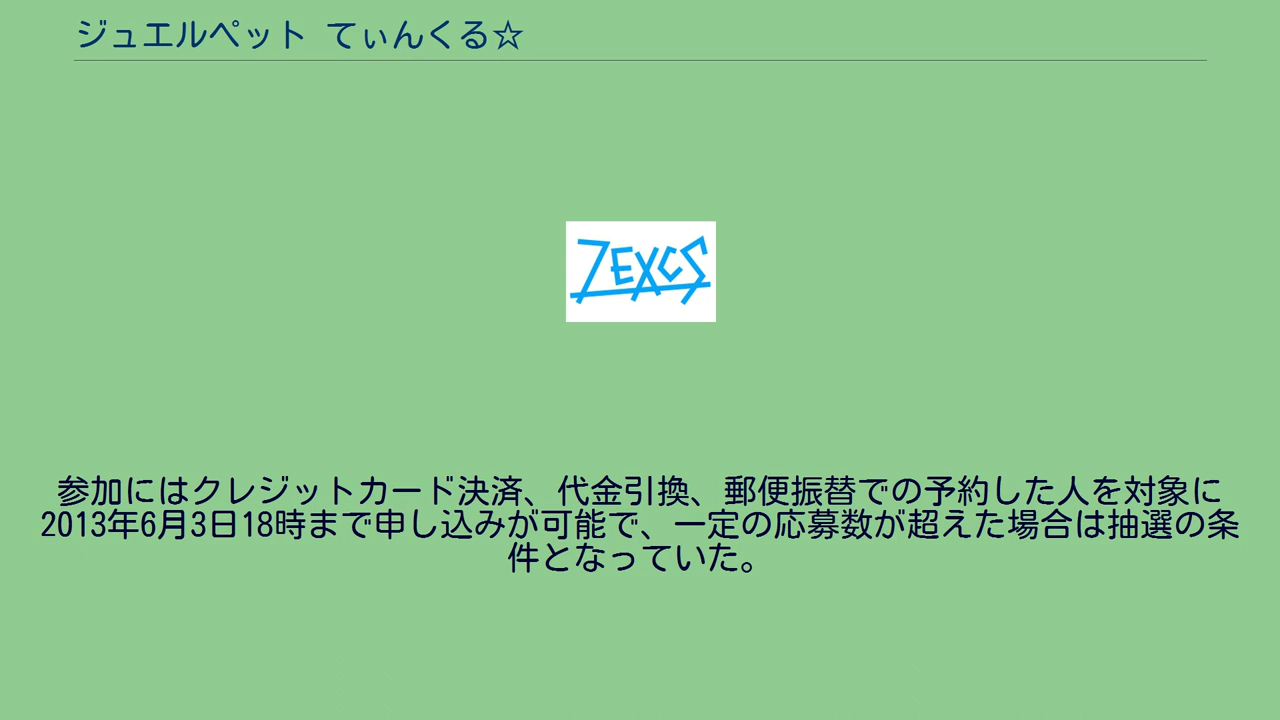 ジュエルペット てぃんくる☆
ZEXCS
参加にはクレジットカード決済、代金引換、郵便振替での予約した人を対象に
2013年6月3日18時まで申し込みが可能で、一定の応募数が超えた場合は抽選の条
件となっていた。